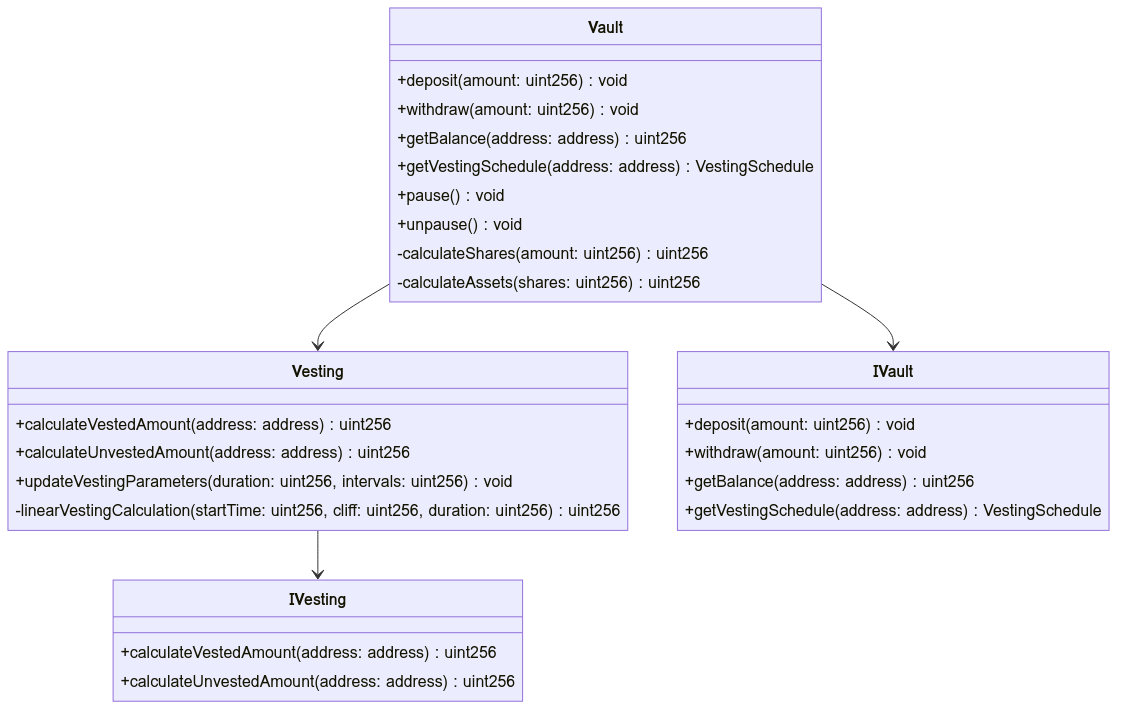 Vault
+deposit(amount: uint256) : void
+withdraw(amount: uint256) : void
+getBalance(address: address) : uint256
+getVestingSchedule(address: address) : VestingSchedule
+pause() : void
+unpause() : void
-calculateShares(amount: uint256) : uint256
-calculateAssets(shares: uint256) : uint256
Vesting
+calculateVestedAmount(address: address) : uint256
+calculateUnvestedAmount(address: address) : uint256
+updateVestingParameters(duration: uint256, intervals: uint256) : void
-linearVestingCalculation(startTime: uint256, cliff: uint256, duration: uint256) : uint256
IVault
+deposit(amount: uint256) : void
+withdraw(amount: uint256) : void
+getBalance(address: address) : uint256
+getVestingSchedule(address: address) : VestingSchedule
IVesting
+calculateVestedAmount(address: address) : uint256
+calculateUnvestedAmount(address: address) : uint256